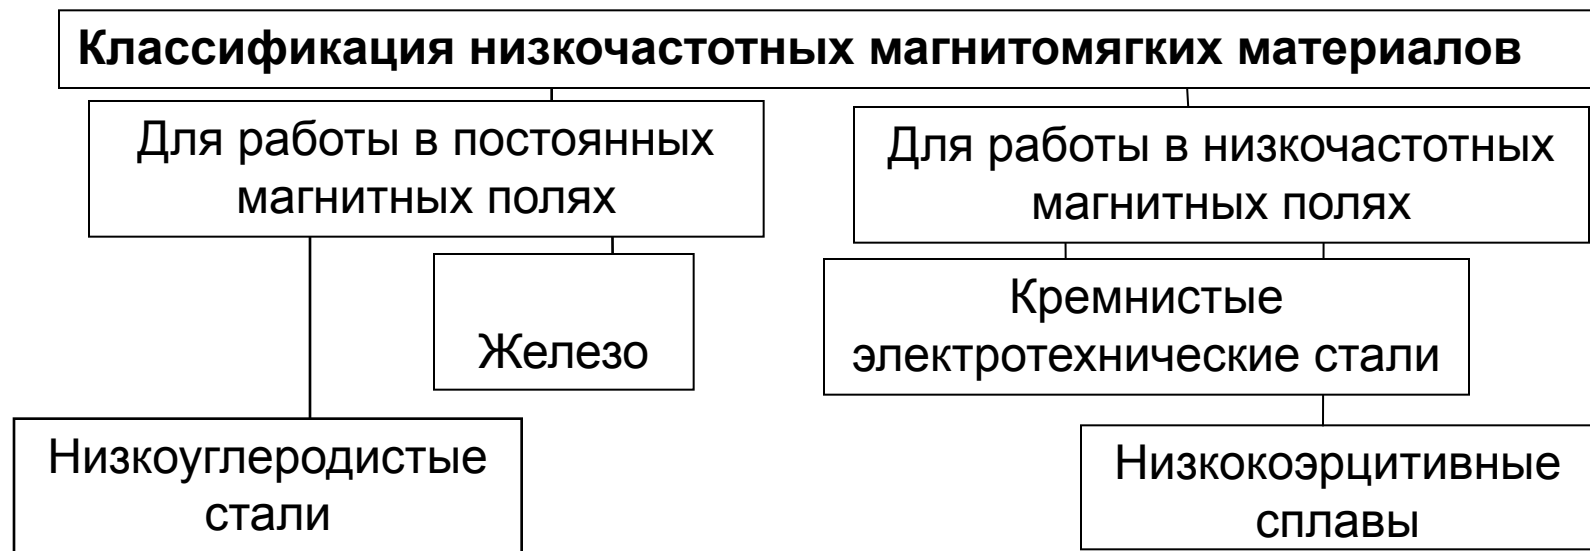 Классификация низкочастотных магнитомягких материалов
Для работы в постоянных
магнитных полях
Для работы в низкочастотных
магнитных полях
Железо
Кремнистые
электротехнические стали
Низкоуглеродистые
стали
Низкокоэрцитивные
сплавы